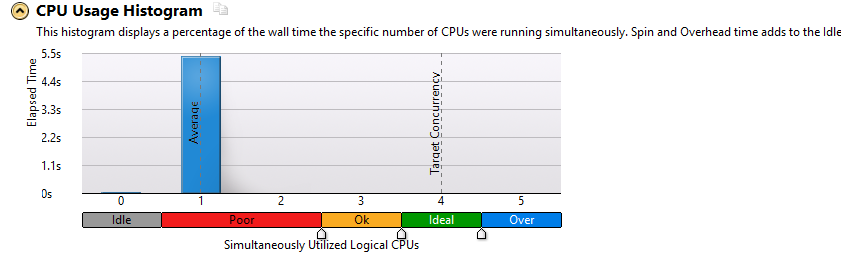 CPU Usage Histogram
This histogram displays a percentage of the wall time the specific number of CPUs were running simultaneously. Spin and Overhead time adds to the Idle
Elapsed Time
5.5s
4.4s
3.3s
2.2s
1.1s
0s
Average
Target Concurrency
0 1 2 3 4 5
Idle Poor Ok Ideal Over
Simultaneously Utilized Logical CPUs